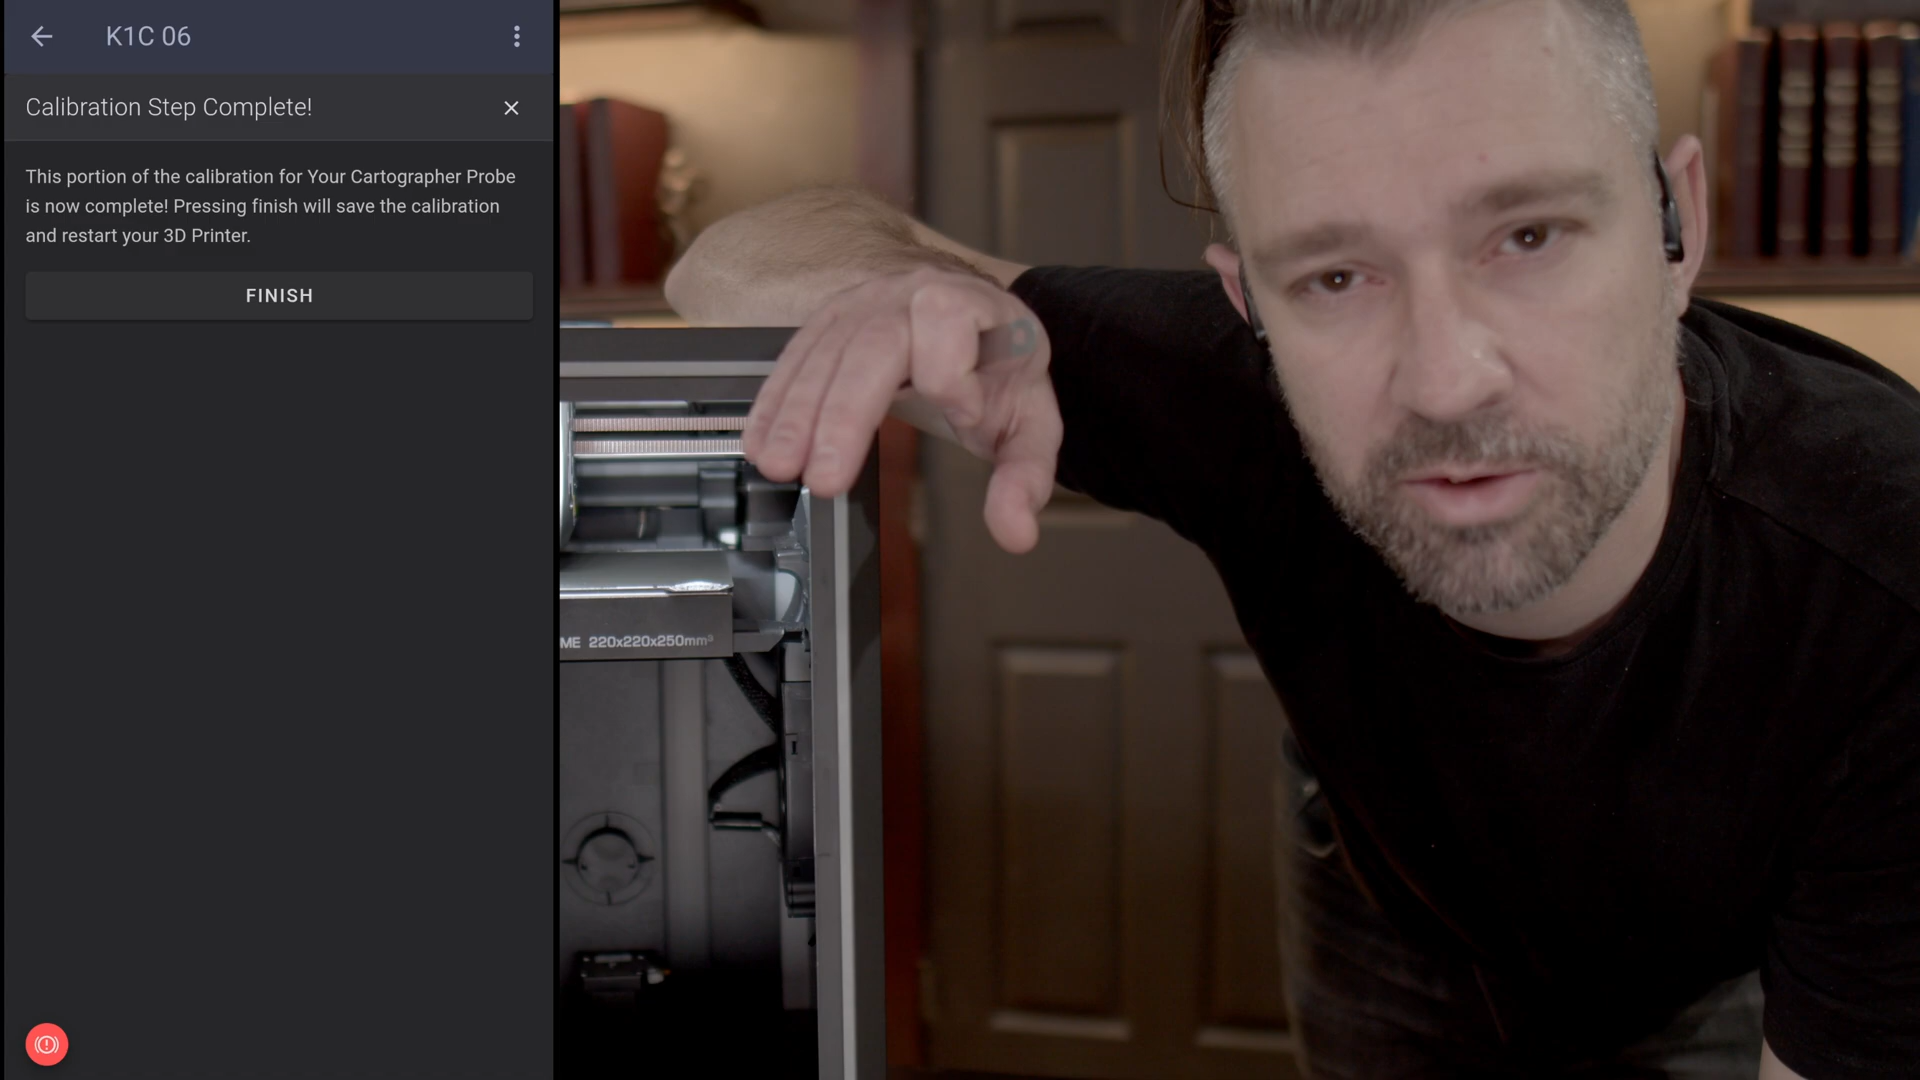 K1C 06
Calibration Step Complete!
This portion of the calibration for Your Cartographer Probe
is now complete! Pressing finish will save the calibration
and restart your 3D Printer.
FINISH
ME 220x220x250mm³